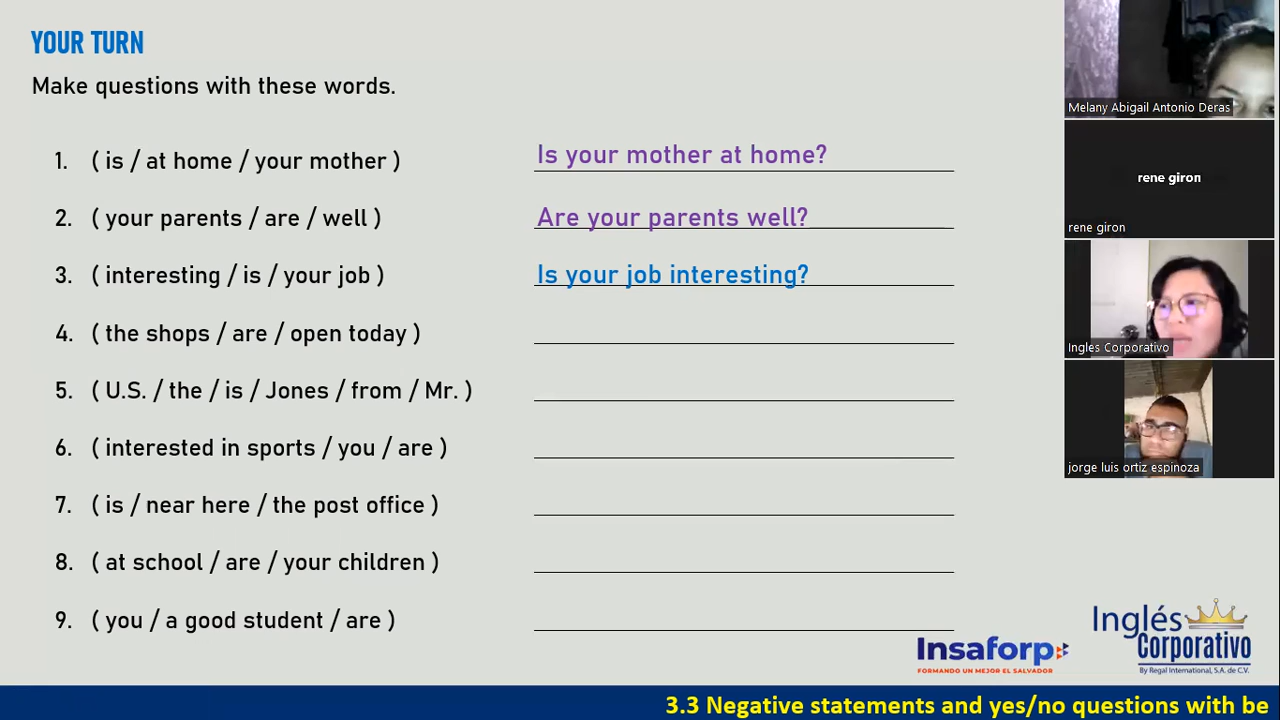 YOUR TURN
Make questions with these words.
1. ( is / at home / your mother ) Is your mother at home?
2. ( your parents / are / well ) Are your parents well?
3. ( interesting / is / your job ) Is your job interesting?
4. ( the shops / are / open today )
5. ( U.S. / the / is / Jones / from / Mr. )
6. ( interested in sports / you / are )
7. ( is / near here / the post office )
8. ( at school / are / your children )
9. ( you / a good student / are )
Melany Abigail Antonio Deras
rene giron
rene giron
Ingles Corporativo
jorge luis ortiz espinoza
Insaforp
FORMANDO UN MEJOR EL SALVADOR
Inglés
Corporativo
By Regal International, S.A. de C.V.
3.3 Negative statements and yes/no questions with be